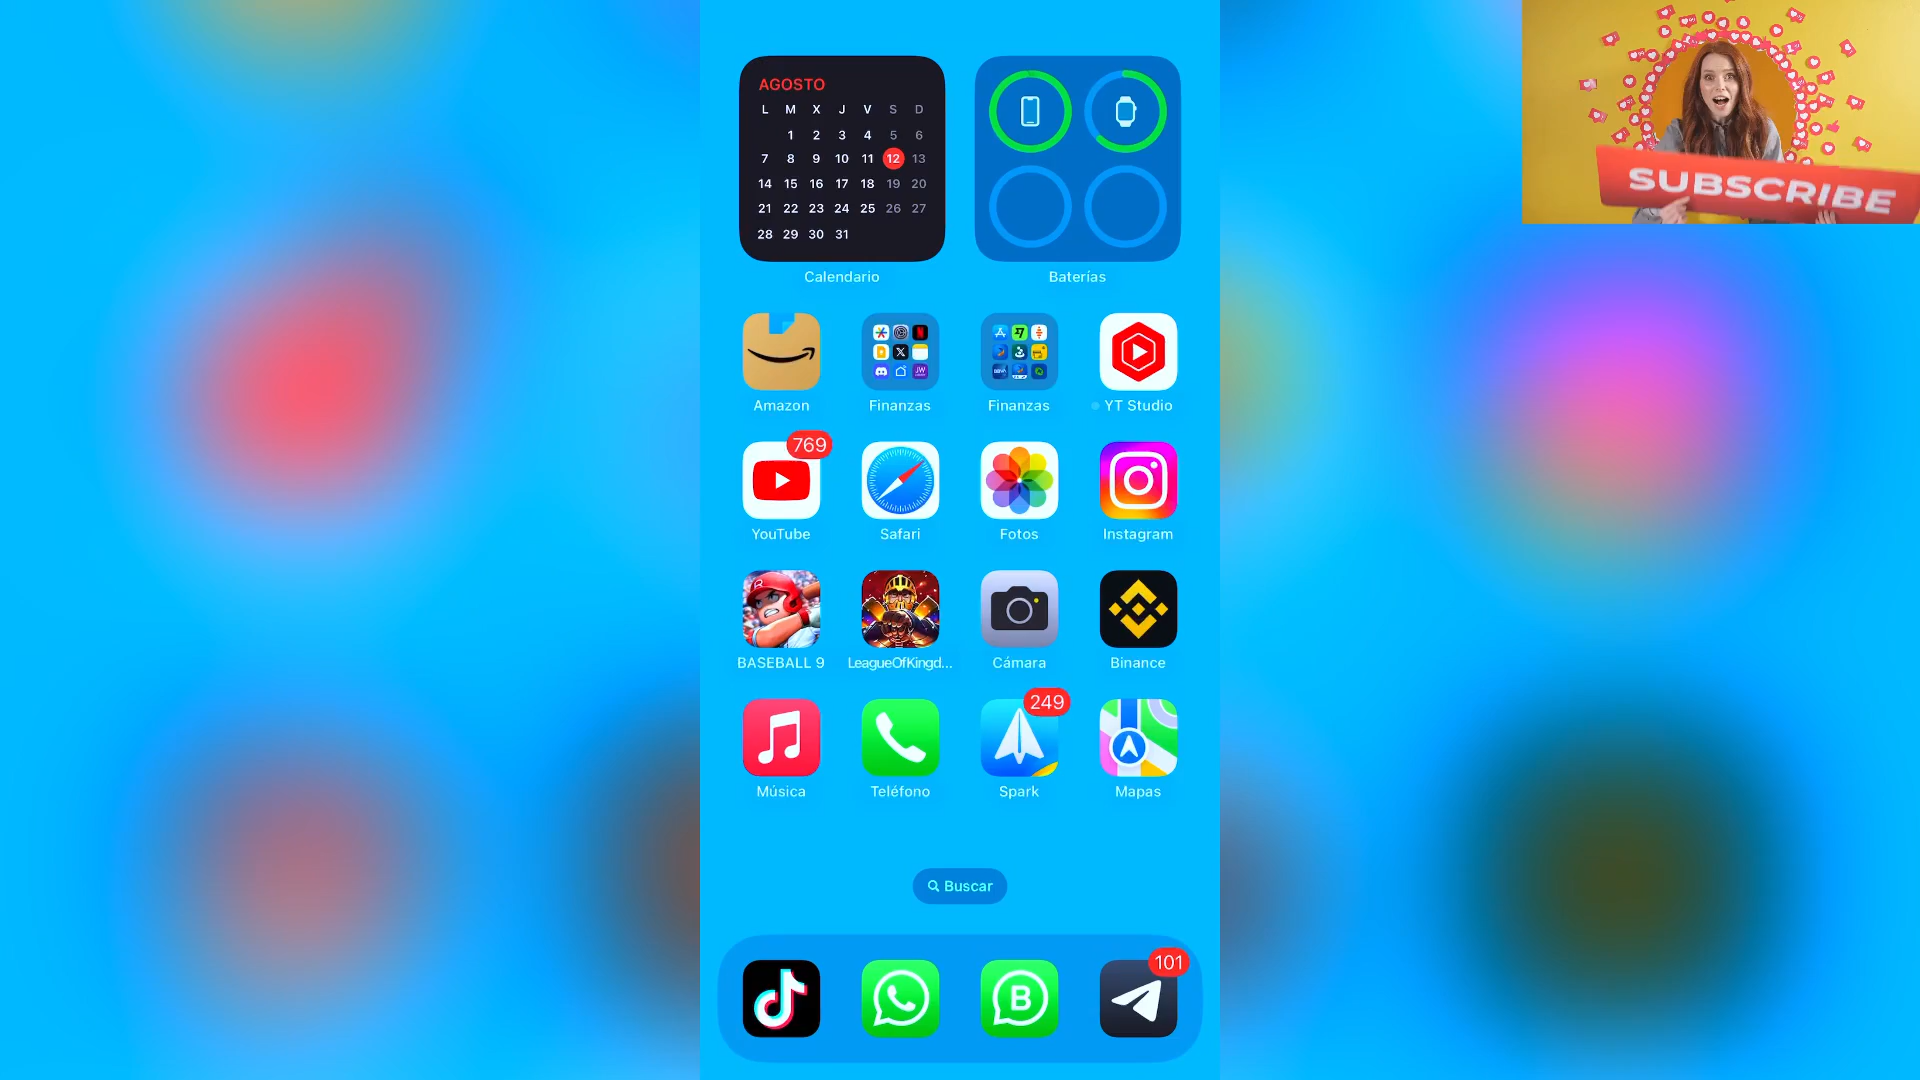 AGOSTO
L M X J V S D
1 2 3 4 5 6
7 8 9 10 11 12 13
14 15 16 17 18 19 20
21 22 23 24 25 26 27
28 29 30 31
Calendario
Baterías
SUBSCRIBE
Amazon
Finanzas
Finanzas
YT Studio
769
YouTube
Safari
Fotos
Instagram
BASEBALL 9
LeagueOfKingd...
Cámara
Binance
249
Música
Teléfono
Spark
Mapas
Buscar
B
101